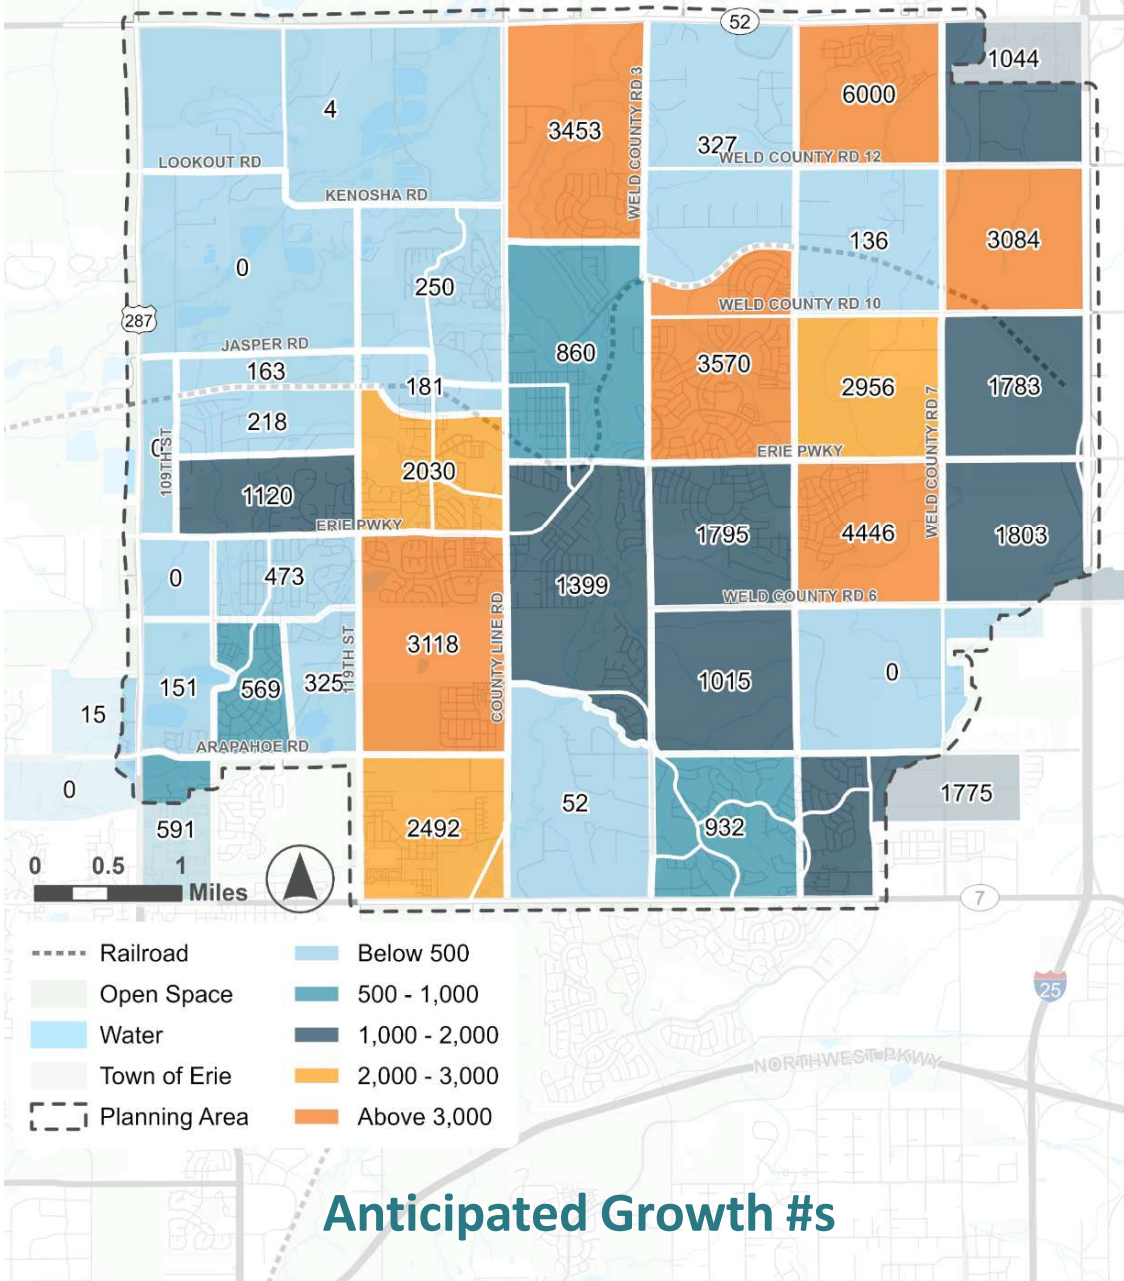 52
1044
6000
4
3453
WELD COUNTY RD 3
327
WELD COUNTY RD 12
LOOKOUT RD
KENOSHA RD
136
3084
0
250
WELD COUNTY RD 10
287
JASPER RD
860
3570
2956
1783
163
181
WELD COUNTY RD 7
218
0
109TH ST
2030
ERIE PWKY
1120
ERIE PWKY
1795
4446
1803
0
473
1399
WELD COUNTY RD 6
3118
COUNTY LINE RD
119TH ST
151
569
325
1015
0
15
ARAPAHOE RD
0
52
1775
591
2492
932
0 0.5 1
Miles
7
Railroad
Open Space
Water
Town of Erie
Planning Area
Below 500
500 - 1,000
1,000 - 2,000
2,000 - 3,000
Above 3,000
25
NORTHWEST PKWY
Anticipated Growth #s